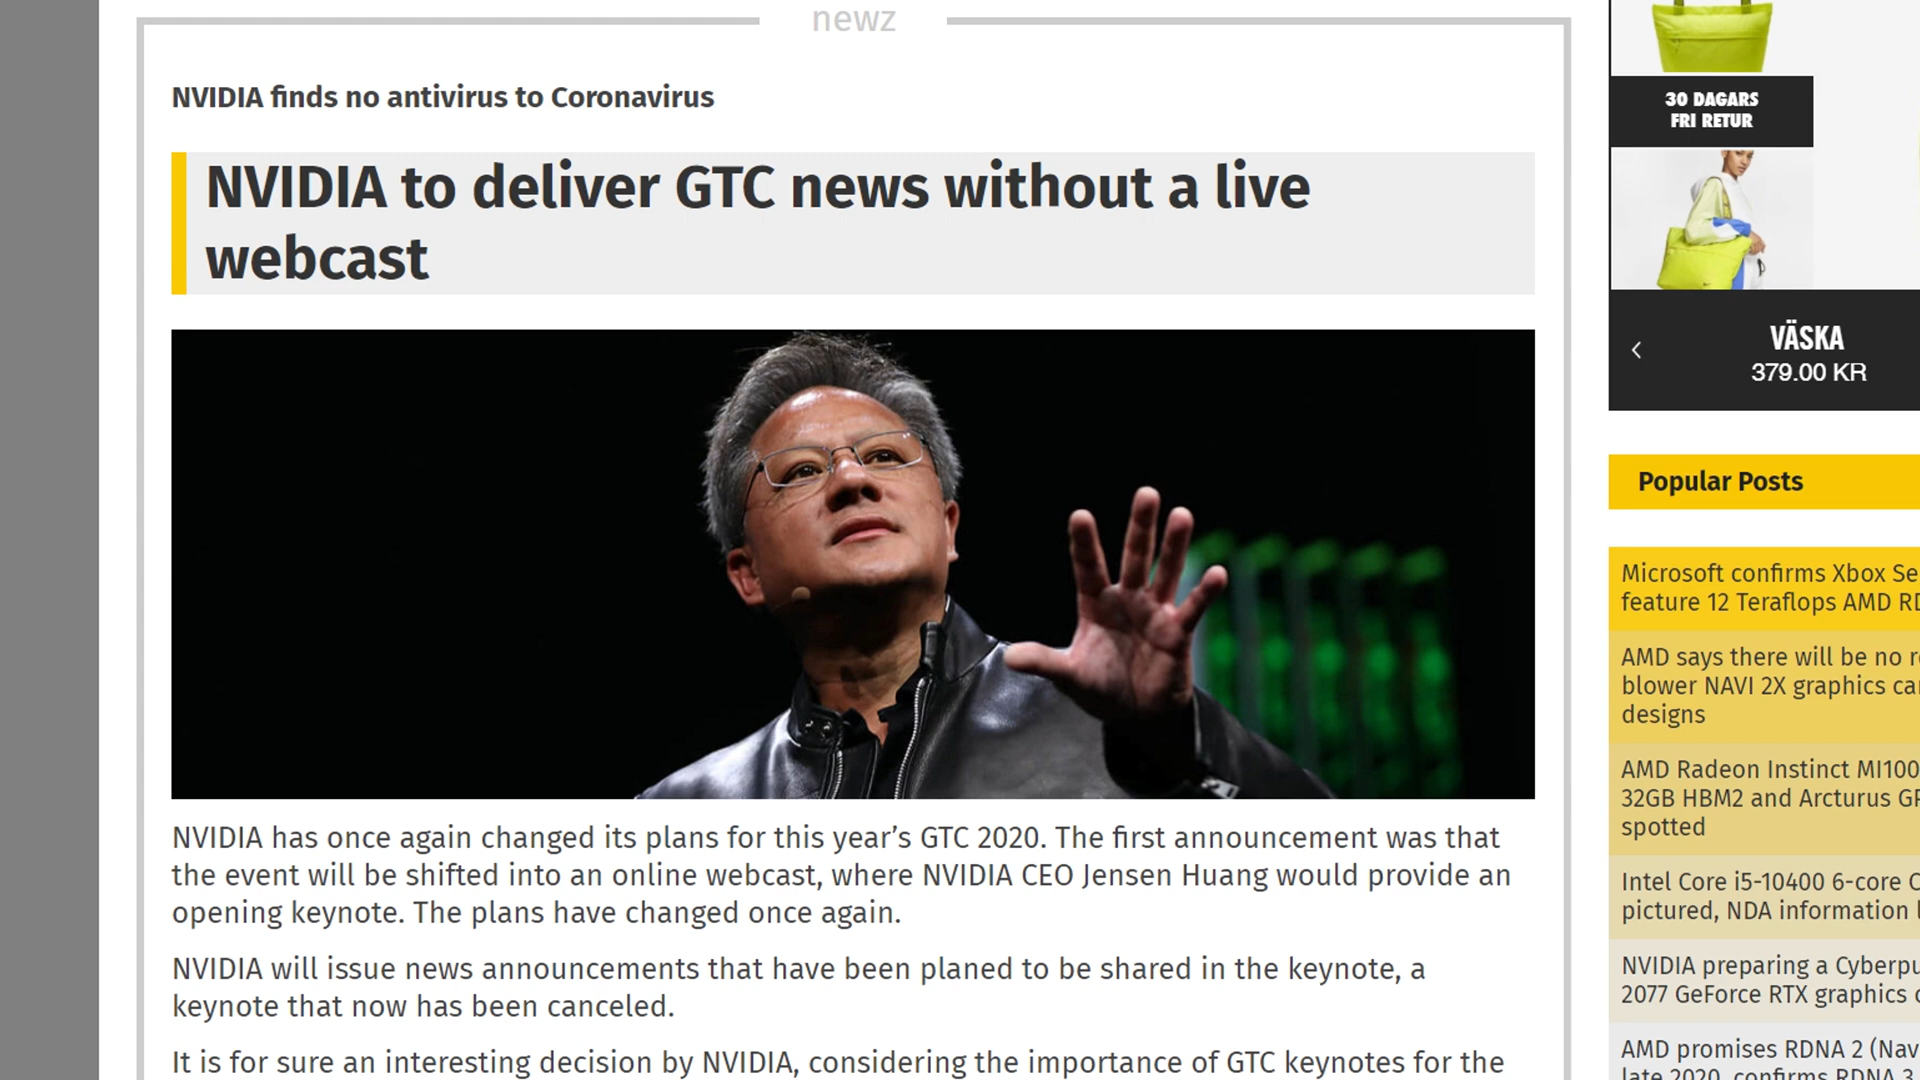 newz
NVIDIA finds no antivirus to Coronavirus
NVIDIA to deliver GTC news without a live
webcast
NVIDIA has once again changed its plans for this year’s GTC 2020. The first announcement was that
the event will be shifted into an online webcast, where NVIDIA CEO Jensen Huang would provide an
opening keynote. The plans have changed once again.
NVIDIA will issue news announcements that have been planed to be shared in the keynote, a
keynote that now has been canceled.
It is for sure an interesting decision by NVIDIA, considering the importance of GTC keynotes for the
30 DAGARS
FRI RETUR
VÄSKA
379.00 KR
Popular Posts
Microsoft confirms Xbox Se
feature 12 Teraflops AMD RD
AMD says there will be no r
blower NAVI 2X graphics ca
designs
AMD Radeon Instinct MI100
32GB HBM2 and Arcturus GP
spotted
Intel Core i5-10400 6-core C
pictured, NDA information l
NVIDIA preparing a Cyberpu
2077 GeForce RTX graphics c
AMD promises RDNA 2 (Nav
late 2020, confirms RDNA 3